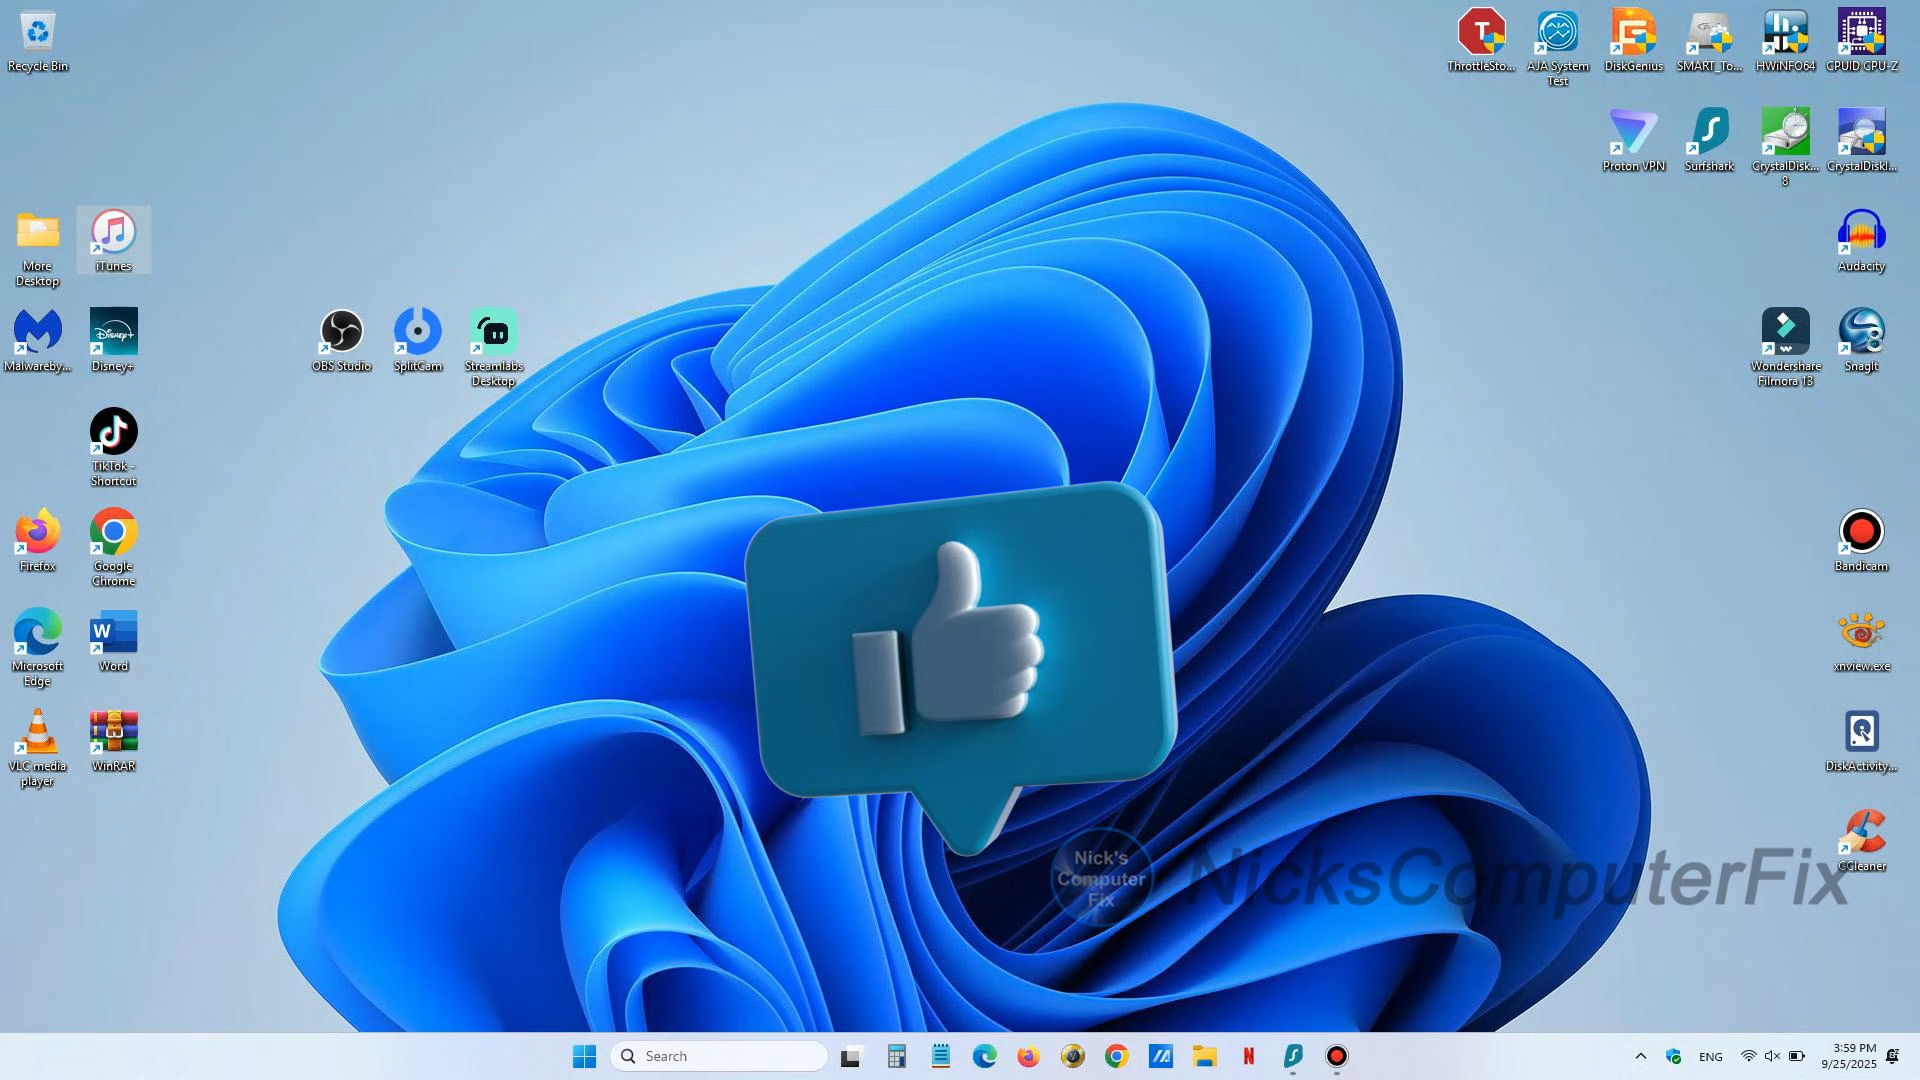 Recycle Bin
ThrottleSto...
AJA System
Test
DiskGenius
SMART_To...
HWiNFO64
CPUID CPU-Z
Proton VPN
Surfshark
CrystalDisk...
8
CrystalDiskI...
More
Desktop
iTunes
Audacity
Malwareby...
Disney+
Disney+
OBS Studio
SplitCam
Streamlabs
Desktop
Wondershare
Filmora 13
8
SnagIt
TikTok -
Shortcut
Firefox
Google
Chrome
Bandicam
Microsoft
Edge
W
Word
xnview.exe
VLC media
player
WinRAR
DiskActivity...
CCleaner
Nick's
Computer
Fix
NicksComputerFix
Search
ENG
3:59 PM
9/25/2025